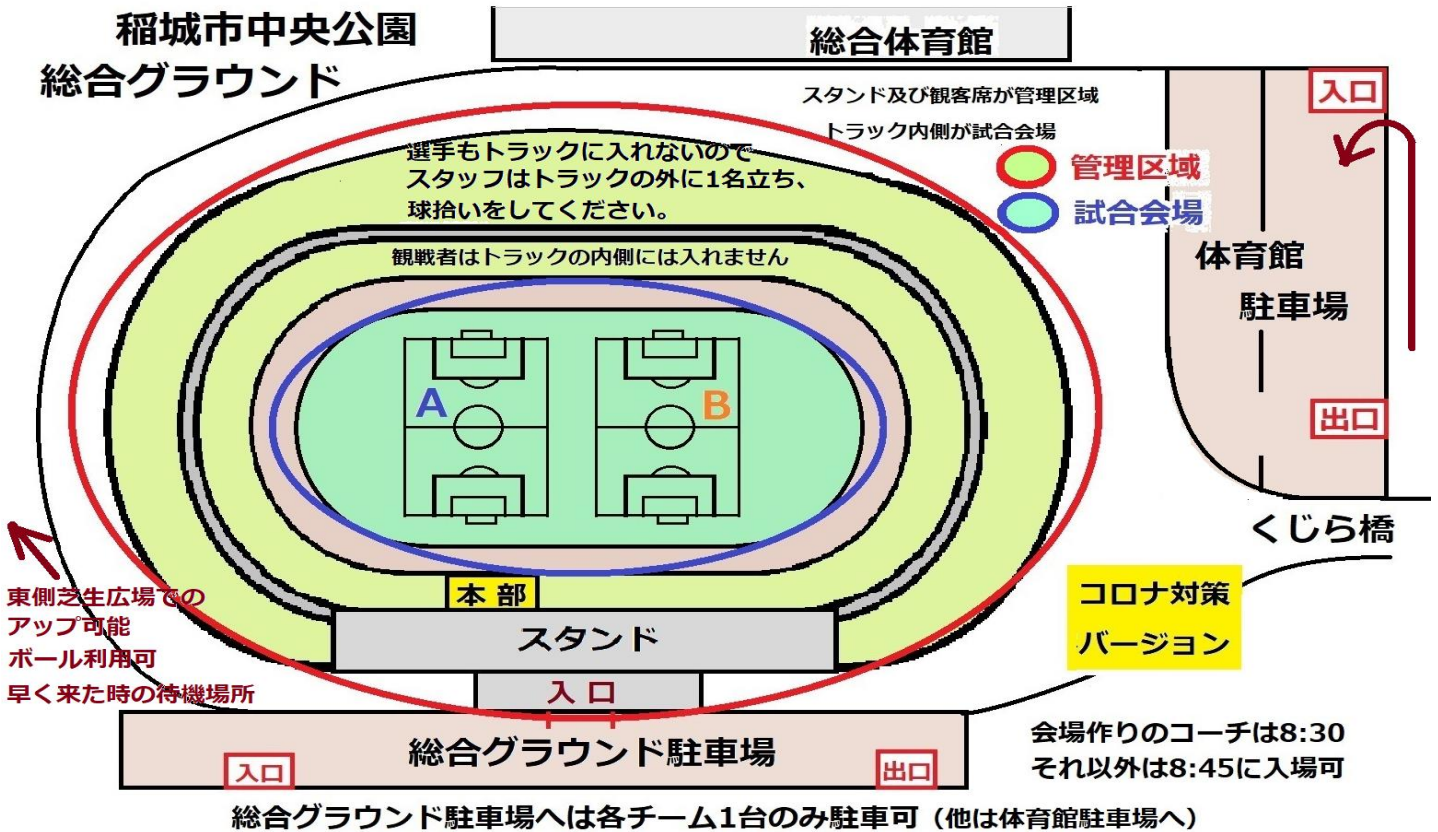 稲城市中央公園
総合グラウンド
総合体育館
スタンド及び観客席が管理区域
トラック内側が試合会場
管理区域
試合会場
入口
体育館
駐車場
出口
くじら橋
選手もトラックに入れないので
スタッフはトラックの外に1名立ち、
球拾いをしてください。
観戦者はトラックの内側には入れません
A
B
本部
スタンド
入口
東側芝生広場での
アップ可能
ボール利用可
早く来た時の待機場所
コロナ対策
バージョン
総合グラウンド駐車場
入口
出口
会場作りのコーチは8:30
それ以外は8:45に入場可
総合グラウンド駐車場へは各チーム1台のみ駐車可（他は体育館駐車場へ）